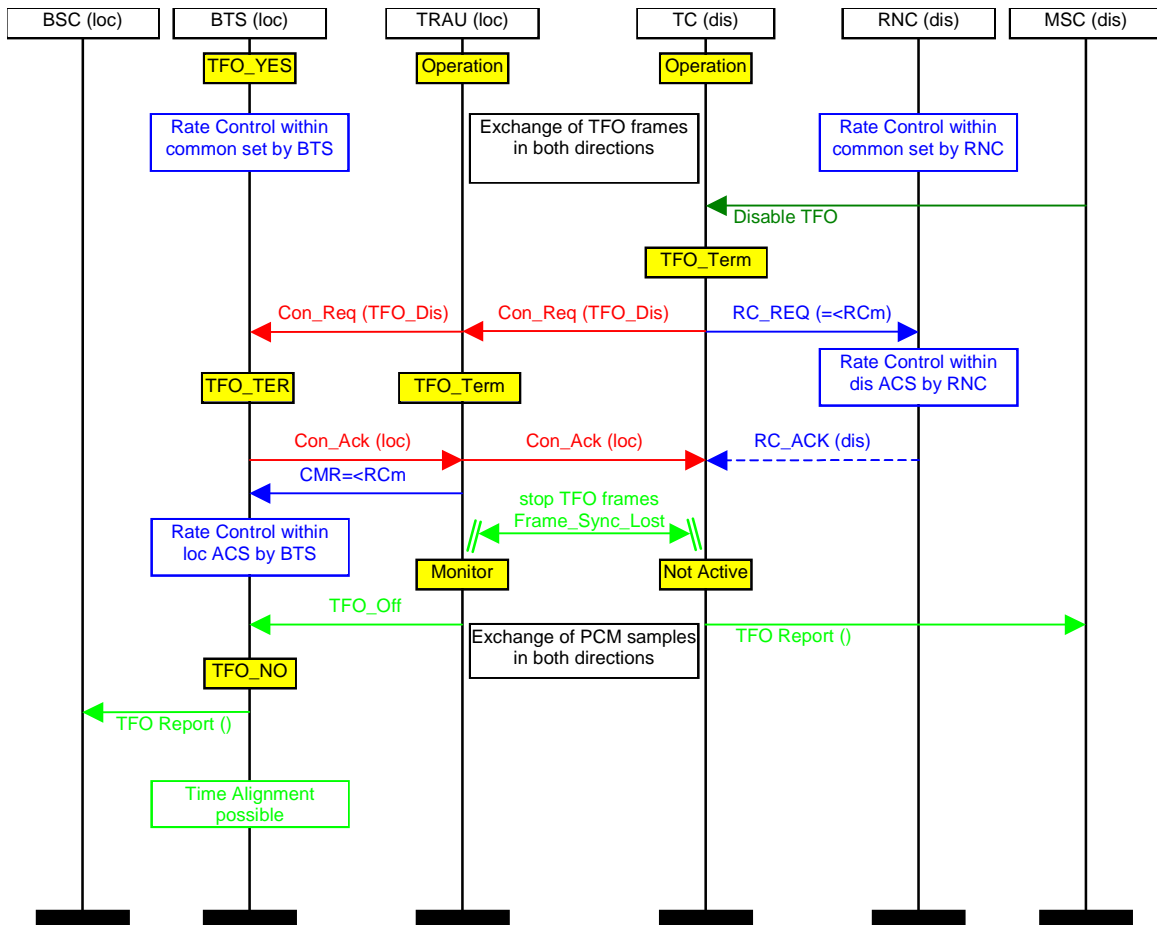 BSC (loc)
BTS (loc)
TRAU (loc)
TC (dis)
RNC (dis)
MSC (dis)
TFO_YES
Operation
Operation
Rate Control within
common set by BTS
Exchange of TFO frames
in both directions
Rate Control within
common set by RNC
Disable TFO
TFO_Term
Con_Req (TFO_Dis)
Con_Req (TFO_Dis)
RC_REQ (=<RCm)
Rate Control within
dis ACS by RNC
TFO_TER
TFO_Term
Con_Ack (loc)
Con_Ack (loc)
RC_ACK (dis)
CMR=<RCm
stop TFO frames
Frame_Sync_Lost
Rate Control within
loc ACS by BTS
Monitor
Not Active
TFO_Off
Exchange of PCM samples
in both directions
TFO Report ()
TFO_NO
TFO Report ()
Time Alignment
possible